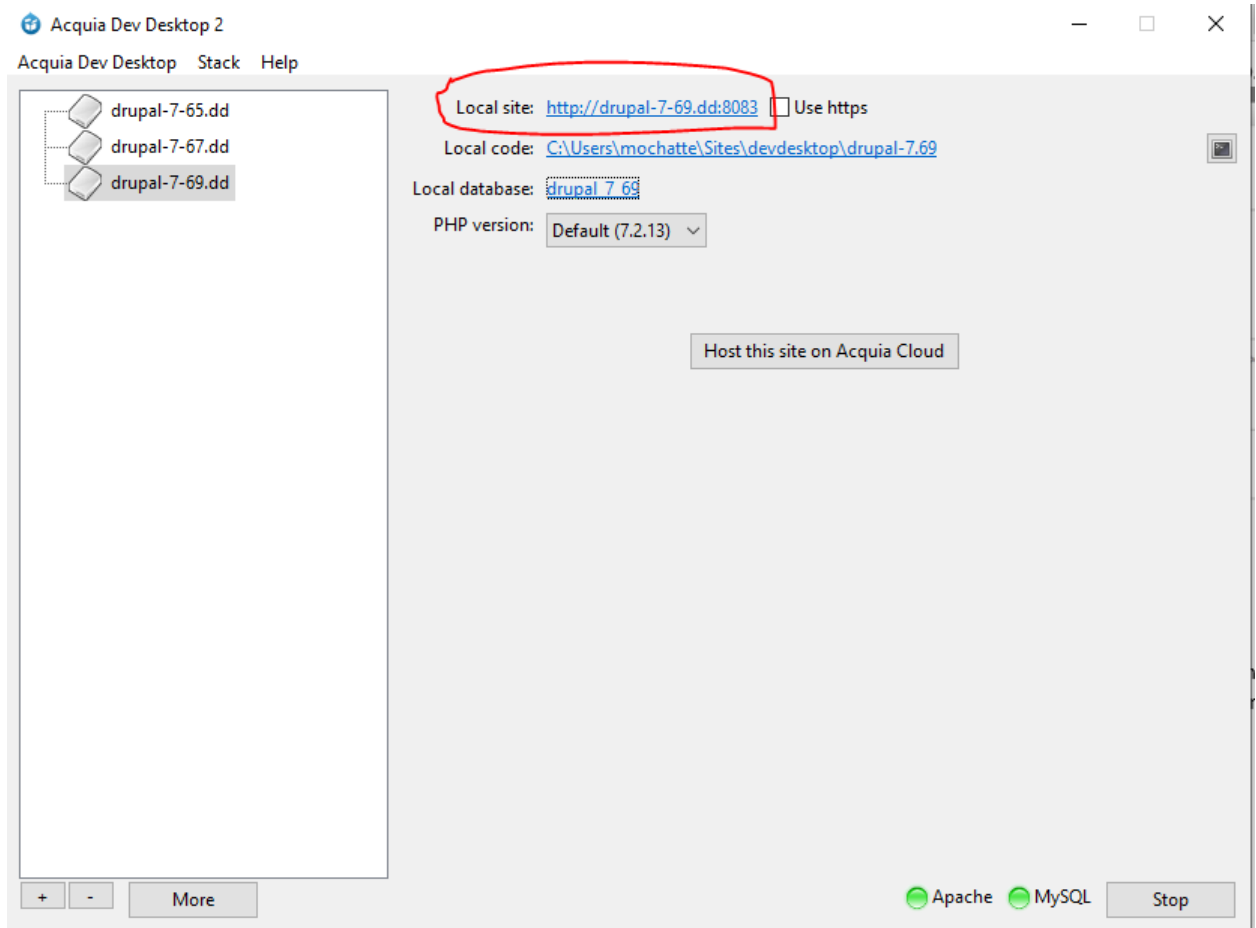 Acquia Dev Desktop 2
Acquia Dev Desktop Stack Help
drupal-7-65.dd
drupal-7-67.dd
drupal-7-69.dd
Local site: http://drupal-7-69.dd:8083 Use https
Local code: C:\Users\mochatte\Sites\devdesktop\drupal-7.69
Local database: drupal_7_69
PHP version: Default (7.2.13)
Host this site on Acquia Cloud
+ - More
Apache MySQL Stop